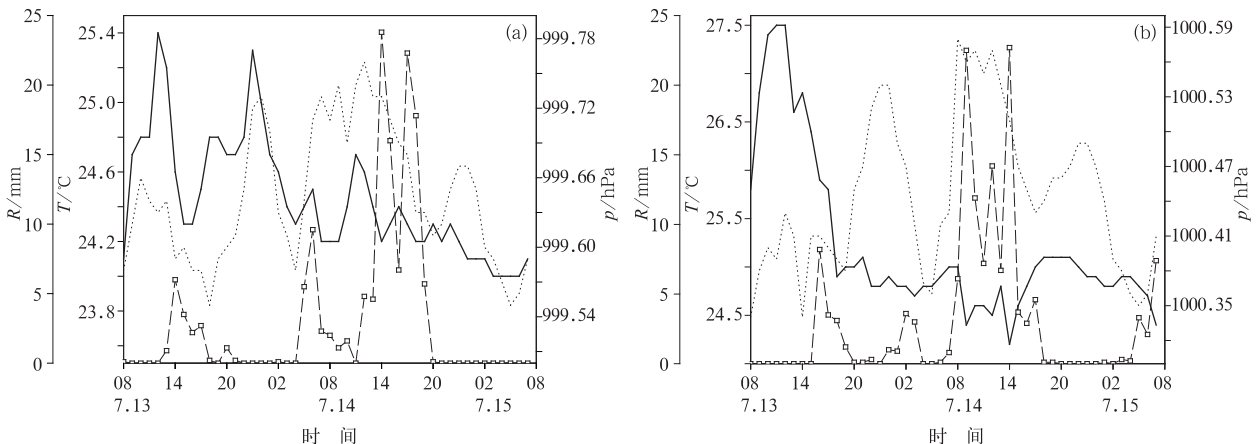 (a)
R/mm
25
20
15
10
5
0
T/℃
25.4
25.0
24.8
24.6
24.2
23.8
p/hPa
999.78
999.72
999.66
999.60
999.54
08 14 20 02 08 14 20 02 08
7.13 7.14 7.15
时 间
(b)
R/mm
25
20
15
10
5
0
T/℃
27.5
26.5
25.5
24.5
p/hPa
1000.59
1000.53
1000.47
1000.41
1000.35
08 14 20 02 08 14 20 02 08
7.13 7.14 7.15
时 间